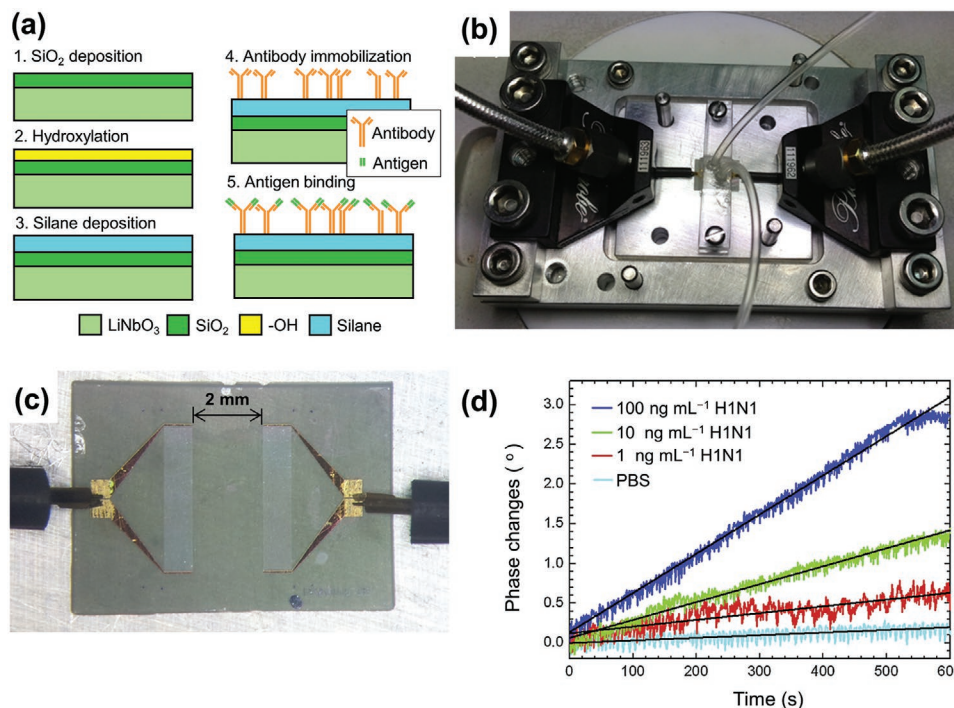 (a)
1. SiO2 deposition
2. Hydroxylation
3. Silane deposition
4. Antibody immobilization
Antibody
Antigen
5. Antigen binding
LiNbO3
SiO2
-OH
Silane
(b)
(c)
2 mm
(d)
100 ng mL⁻¹ H1N1
10 ng mL⁻¹ H1N1
1 ng mL⁻¹ H1N1
PBS
Phase changes ( ° )
3.0
2.5
2.0
1.5
1.0
0.5
0.0
0 100 200 300 400 500 60
Time (s)